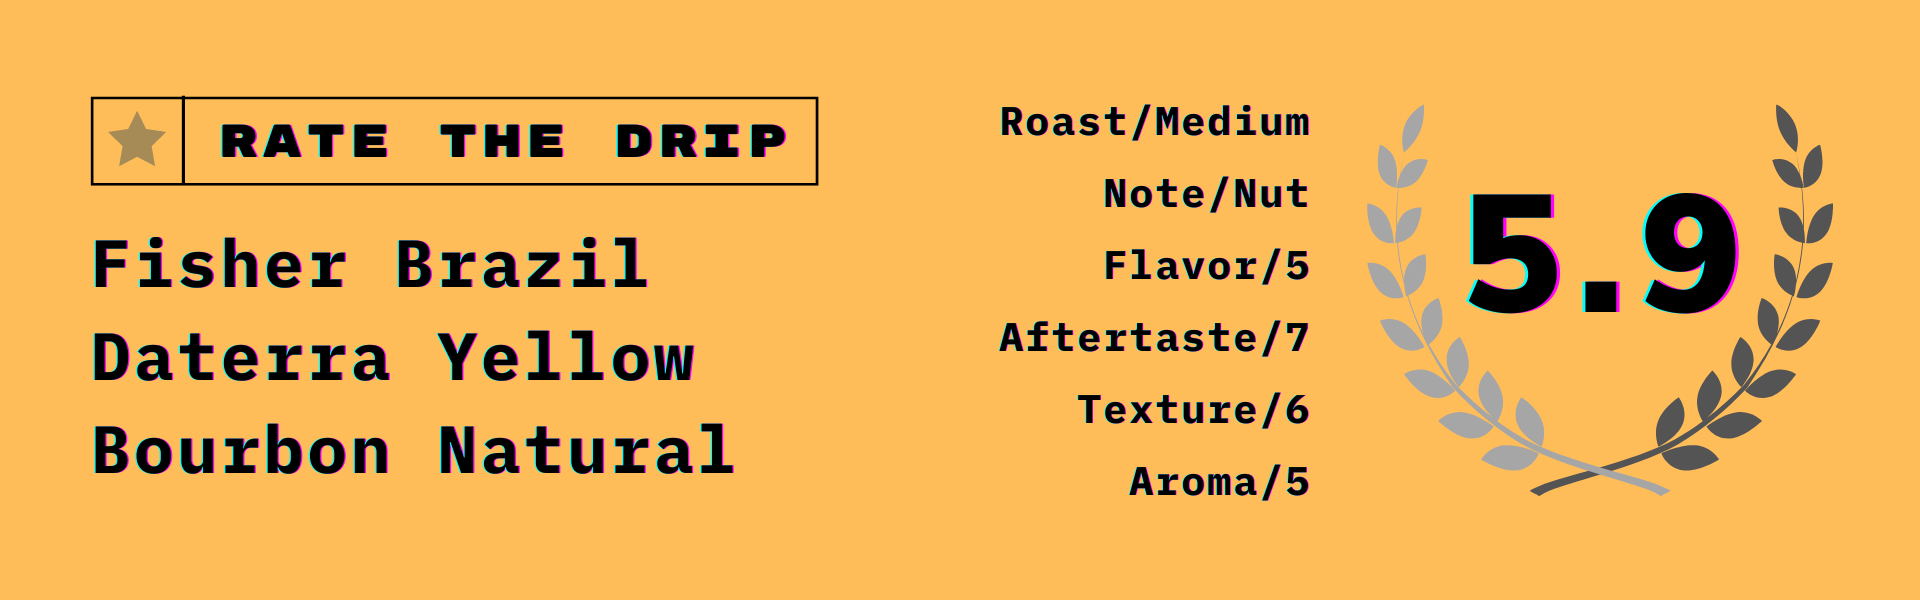 RATE THE DRIP
Fisher Brazil
Daterra Yellow
Bourbon Natural
Roast/Medium
Note/Nut
Flavor/5
Aftertaste/7
Texture/6
Aroma/5
5.9